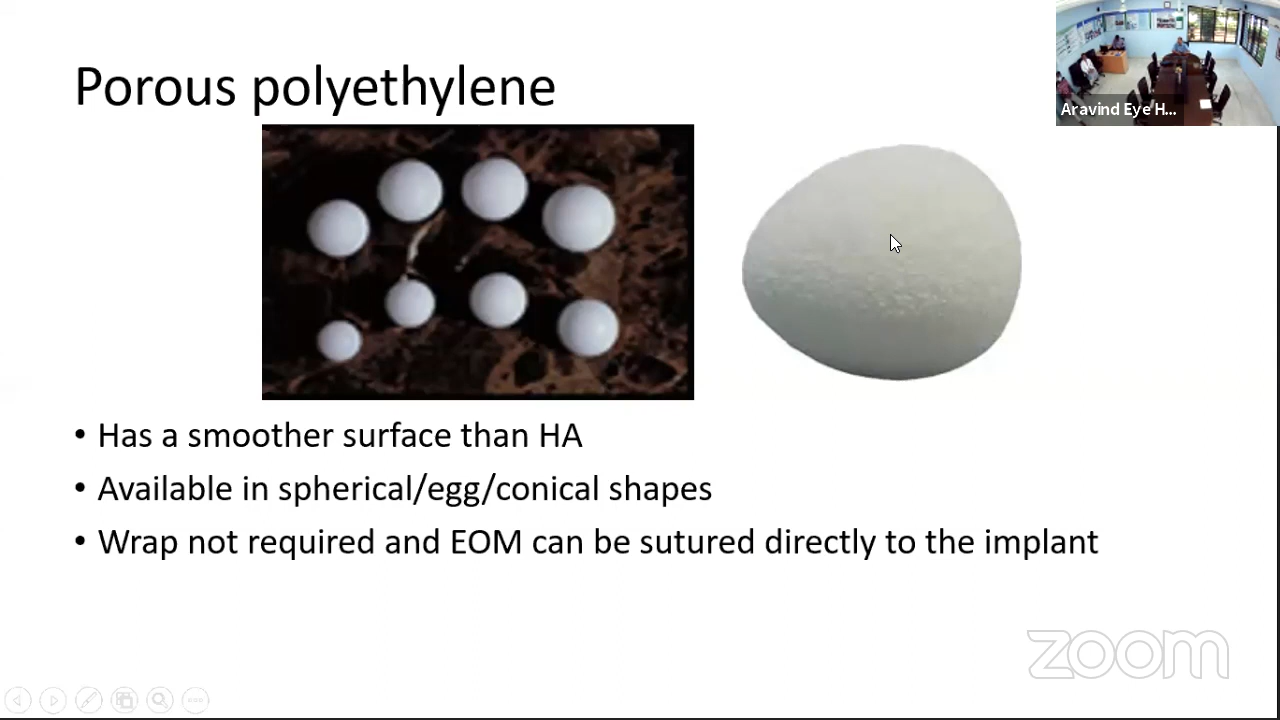 Porous polyethylene
Aravind Eye H...
• Has a smoother surface than HA
• Available in spherical/egg/conical shapes
• Wrap not required and EOM can be sutured directly to the implant
zoom